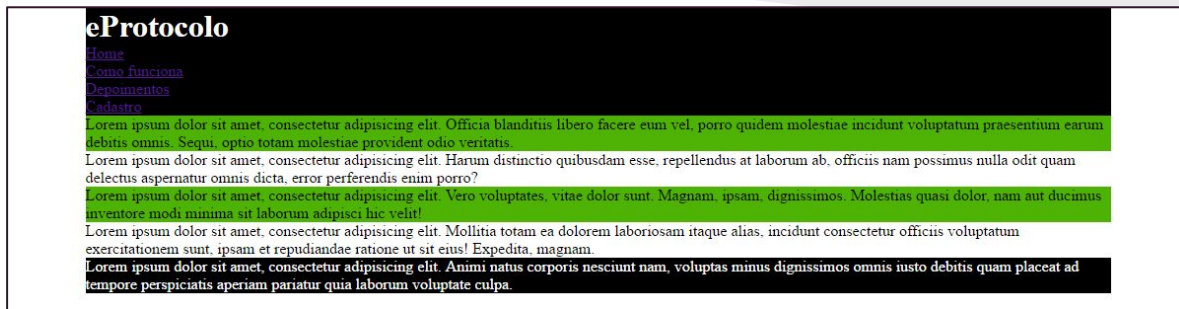 eProtocolo
Home
Como funciona
Depoimentos
Cadastro
Lorem ipsum dolor sit amet, consectetur adipisicing elit. Officia blanditiis libero facere eum vel, porro quidem molestiae incidunt voluptatum praesentium earum
debitis omnis. Sequi, optio totam molestiae provident odio veritatis.
Lorem ipsum dolor sit amet, consectetur adipisicing elit. Harum distinctio quibusdam esse, repellendus at laborum ab, officiis nam possimus nulla odit quam
delectus aspernatur omnis dicta, error perferendis enim porro?
Lorem ipsum dolor sit amet, consectetur adipisicing elit. Vero voluptates, vitae dolor sunt. Magnam, ipsam, dignissimos. Molestias quasi dolor, nam aut ducimus
inventore modi minima sit laborum adipisci hic velit!
Lorem ipsum dolor sit amet, consectetur adipisicing elit. Mollitia totam ea dolorem laboriosam itaque alias, incidunt consectetur officiis voluptatum
exercitationem sunt, ipsam et repudiandae ratione ut sit eius! Expedita, magnam.
Lorem ipsum dolor sit amet, consectetur adipisicing elit. Animi natus corporis nesciunt nam, voluptas minus dignissimos omnis iusto debitis quam placeat ad
tempore perspiciatis aperiam pariatur quia laborum voluptate culpa.